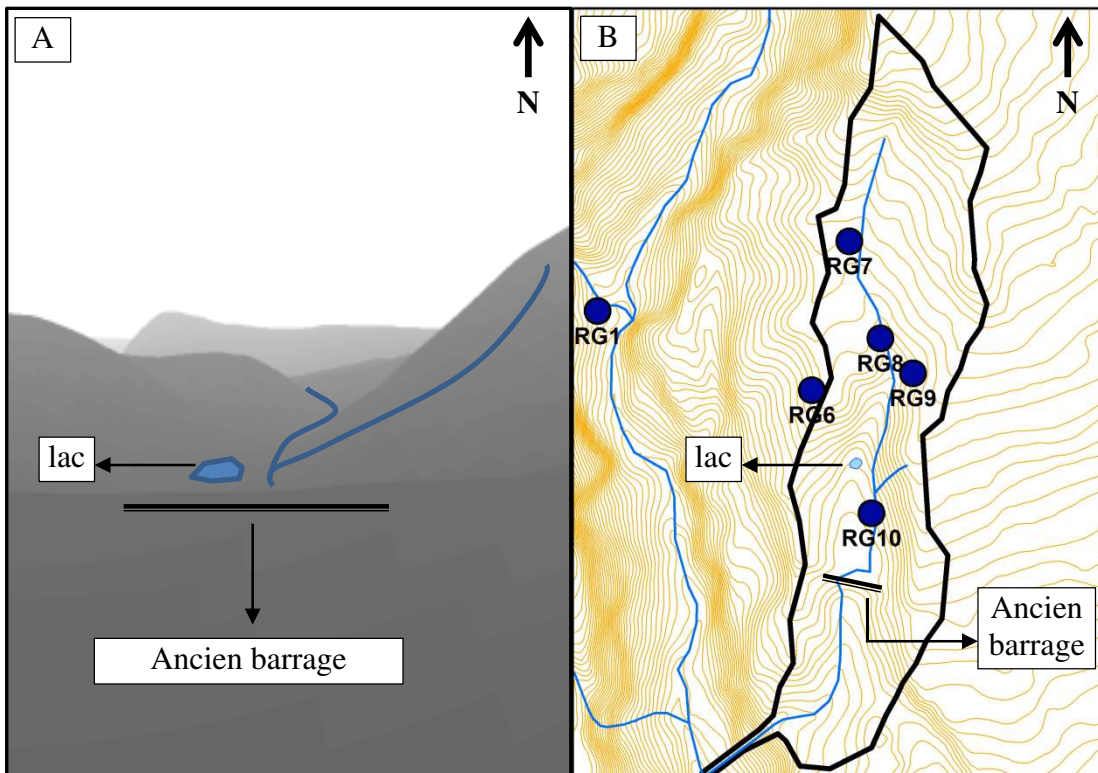 A
N
lac
Ancien barrage
B
N
RG7
RG1
RG8
RG9
RG6
lac
RG10
Ancien
barrage